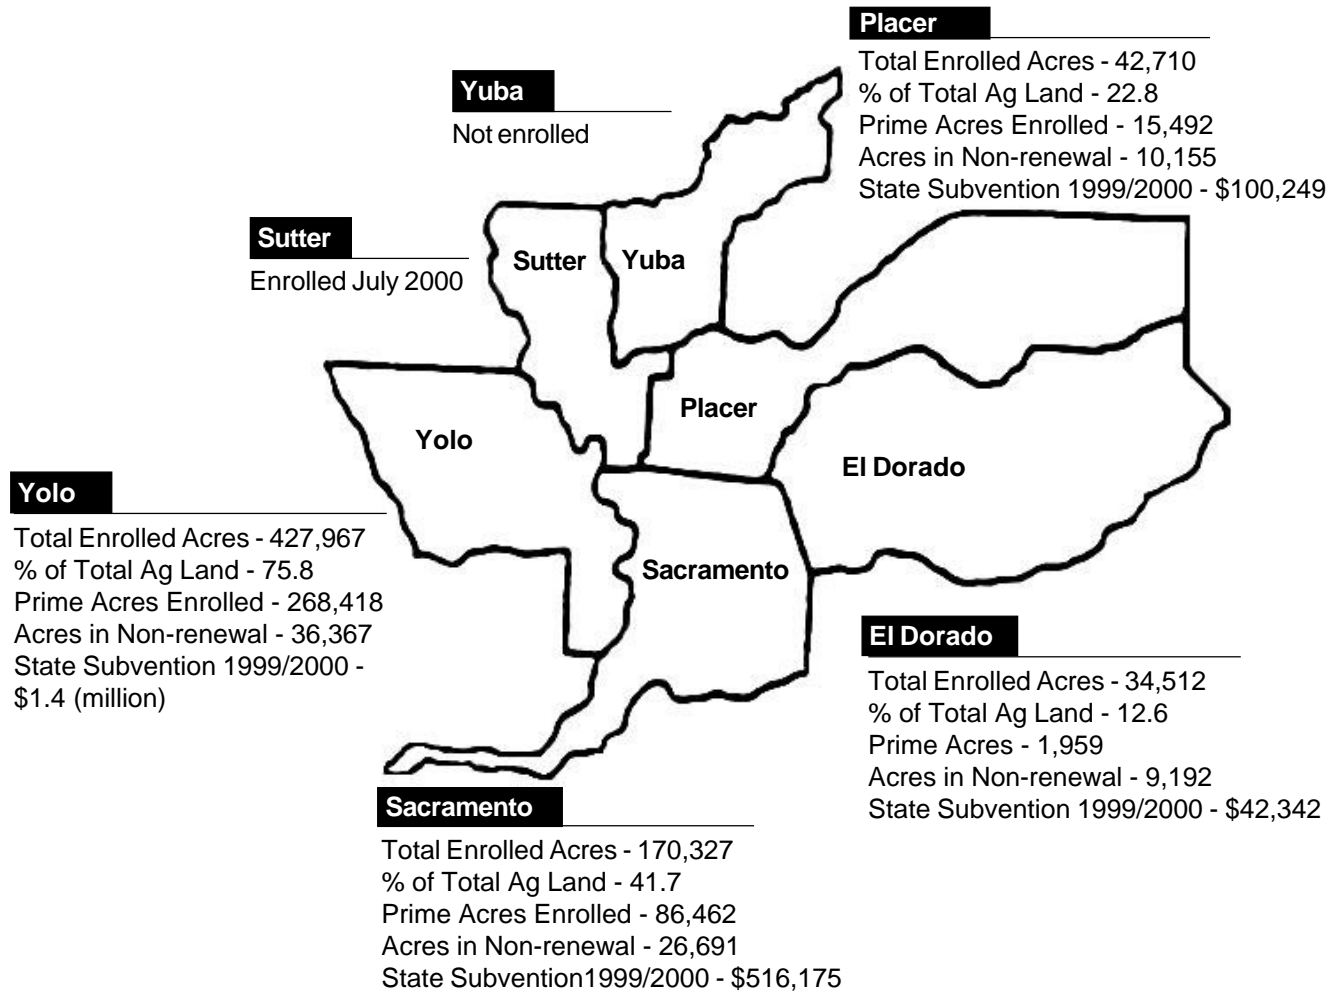 Placer
Total Enrolled Acres - 42,710
% of Total Ag Land - 22.8
Prime Acres Enrolled - 15,492
Acres in Non-renewal - 10,155
State Subvention 1999/2000 - $100,249
Yuba
Not enrolled
Sutter
Enrolled July 2000
Sutter
Yuba
Placer
Yolo
El Dorado
Sacramento
Yolo
Total Enrolled Acres - 427,967
% of Total Ag Land - 75.8
Prime Acres Enrolled - 268,418
Acres in Non-renewal - 36,367
State Subvention 1999/2000 -
$1.4 (million)
El Dorado
Total Enrolled Acres - 34,512
% of Total Ag Land - 12.6
Prime Acres - 1,959
Acres in Non-renewal - 9,192
State Subvention 1999/2000 - $42,342
Sacramento
Total Enrolled Acres - 170,327
% of Total Ag Land - 41.7
Prime Acres Enrolled - 86,462
Acres in Non-renewal - 26,691
State Subvention1999/2000 - $516,175